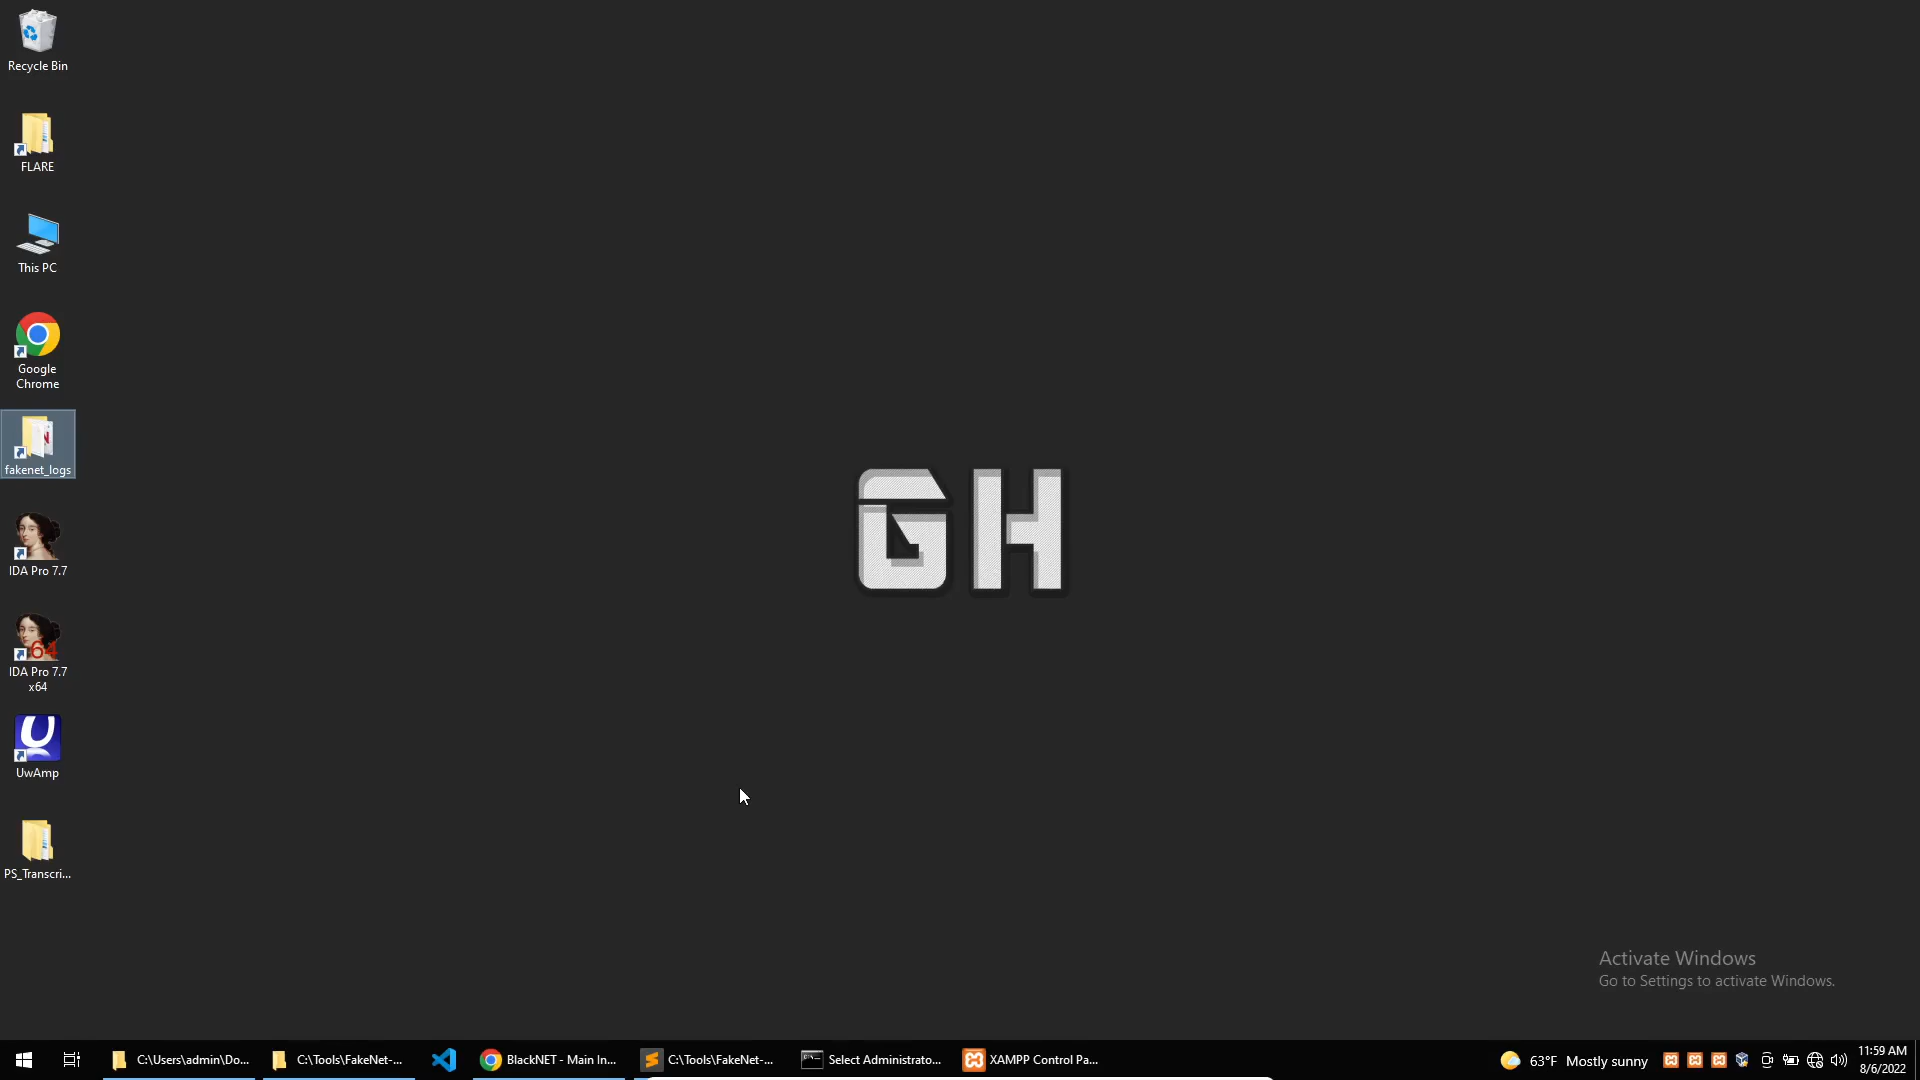 Recycle Bin
FLARE
This PC
Google
Chrome
fakenet_logs
IDA Pro 7.7
64
IDA Pro 7.7
x64
UwAmp
PS_Transcri...
GH
Activate Windows
Go to Settings to activate Windows.
C:\Users\admin\Do...
C:\Tools\FakeNet-...
BlackNET - Main In...
C:\Tools\FakeNet-...
Select Administrato...
XAMPP Control Pa...
63°F Mostly sunny
11:59 AM
8/6/2022